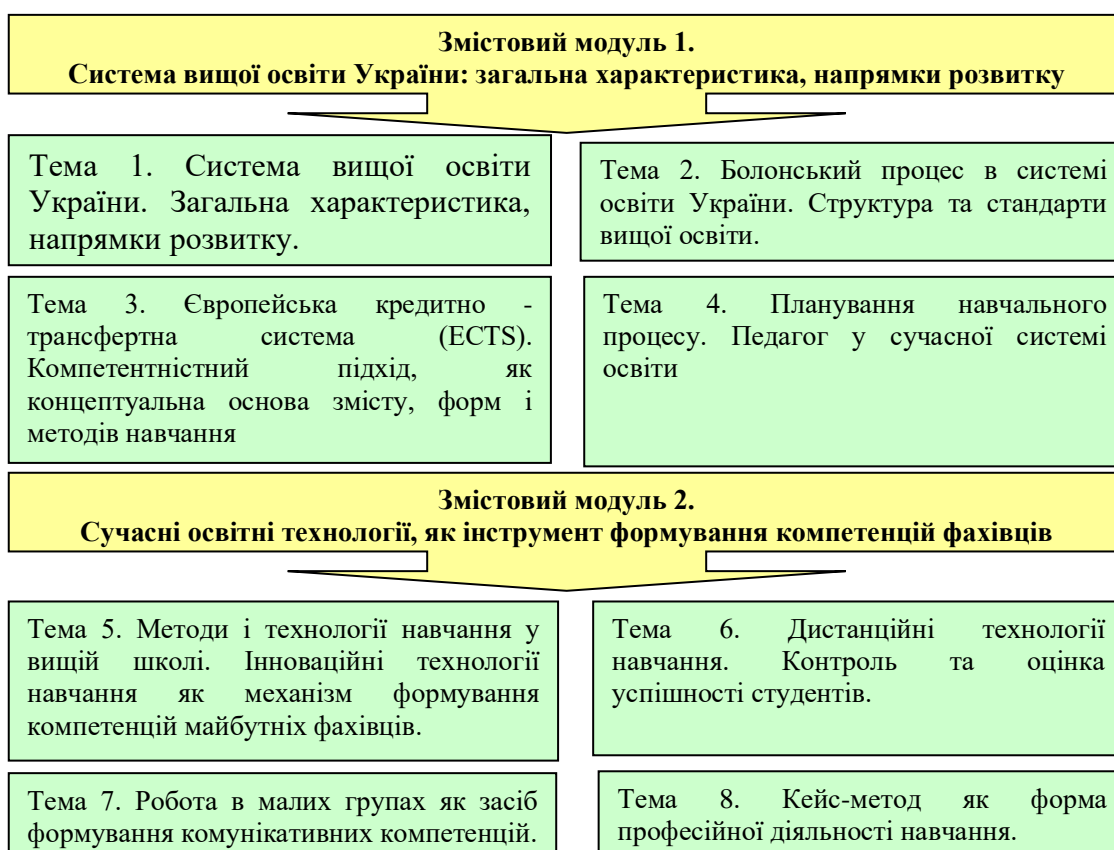 Змістовий модуль 1.
Система вищої освіти України: загальна характеристика, напрямки розвитку
Тема 1. Система вищої освіти
України. Загальна характеристика,
напрямки розвитку.
Тема 2. Болонський процес в системі
освіти України. Структура та стандарти
вищої освіти.
Тема 3. Європейська кредитно -
трансфертна система (ECTS).
Компетентністний підхід, як
концептуальна основа змісту, форм і
методів навчання
Тема 4. Планування навчального
процесу. Педагог у сучасної системі
освіти
Змістовий модуль 2.
Сучасні освітні технології, як інструмент формування компетенцій фахівців
Тема 5. Методи і технології навчання у
вищій школі. Інноваційні технології
навчання як механізм формування
компетенцій майбутніх фахівців.
Тема 6. Дистанційні технології
навчання. Контроль та оцінка
успішності студентів.
Тема 7. Робота в малих групах як засіб
формування комунікативних компетенцій.
Тема 8. Кейс-метод як форма
професійної діяльності навчання.